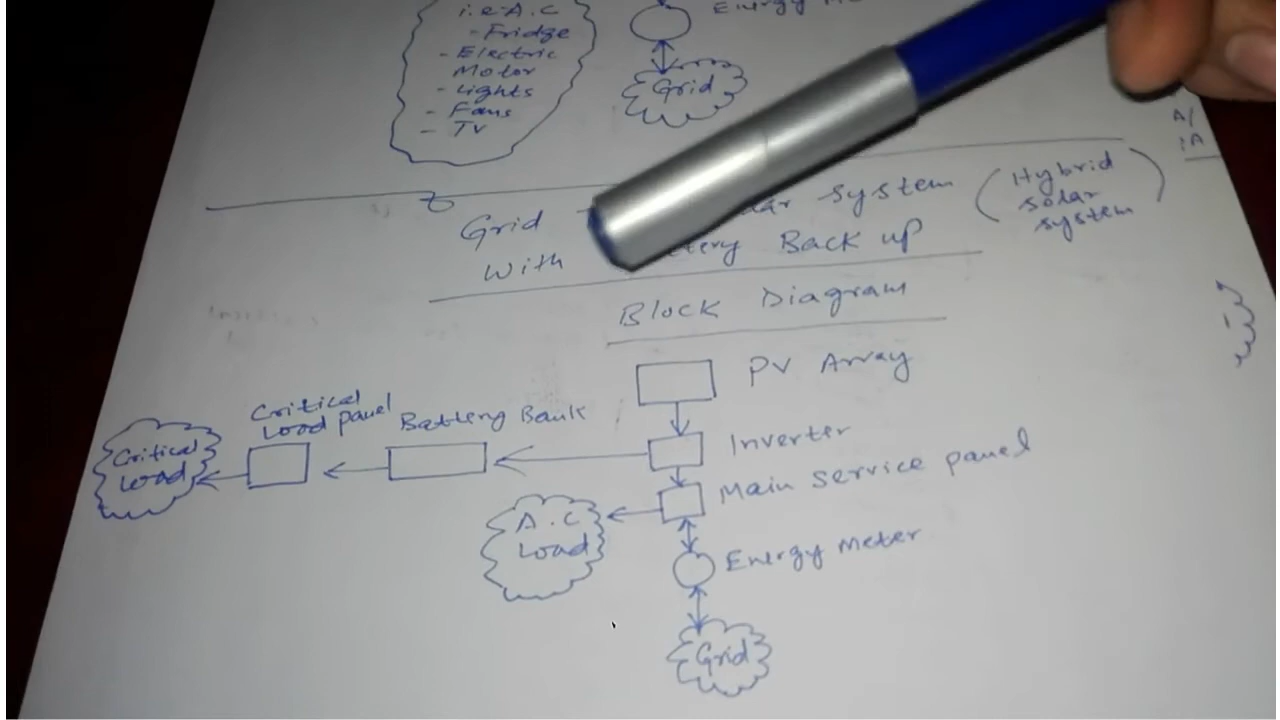 i.e A.C
- Fridge
- Electric
Motor
- Lights
- Fans
- TV
Grid
Grid system
With Back up
(Hybrid
solar
system)
Block Diagram
PV Array
Inverter
Main service panel
Energy Meter
Grid
A.C
Load
Battery Bank
Critical
Load panel
Critical
Load